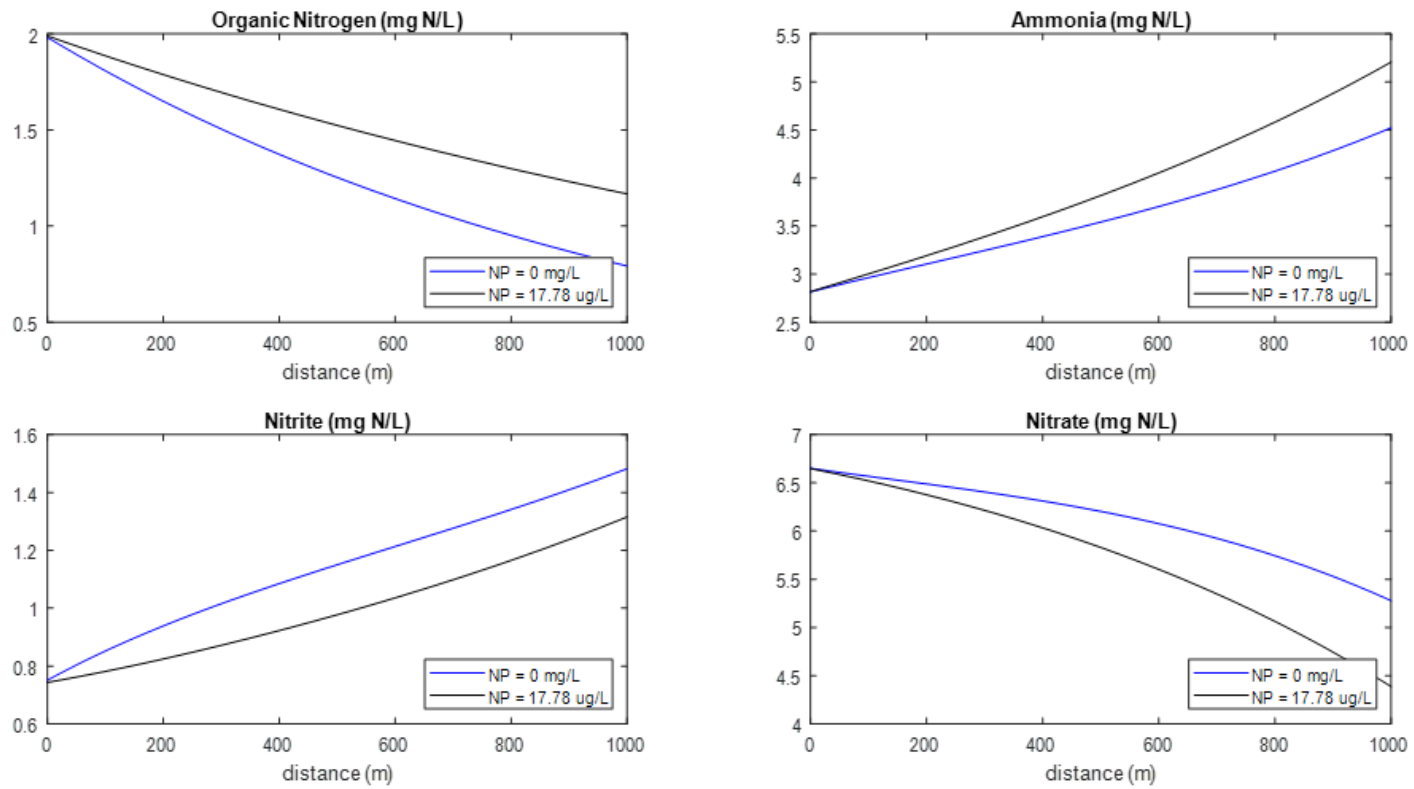 Organic Nitrogen (mg N/L)
2
1.5
1
0.5
0 200 400 600 800 1000
distance (m)
NP = 0 mg/L
NP = 17.78 ug/L
Ammonia (mg N/L)
5.5
5
4.5
4
3.5
3
2.5
0 200 400 600 800 1000
distance (m)
NP = 0 mg/L
NP = 17.78 ug/L
Nitrite (mg N/L)
1.6
1.4
1.2
1
0.8
0.6
0 200 400 600 800 1000
distance (m)
NP = 0 mg/L
NP = 17.78 ug/L
Nitrate (mg N/L)
7
6.5
6
5.5
5
4.5
4
0 200 400 600 800 1000
distance (m)
NP = 0 mg/L
NP = 17.78 ug/L